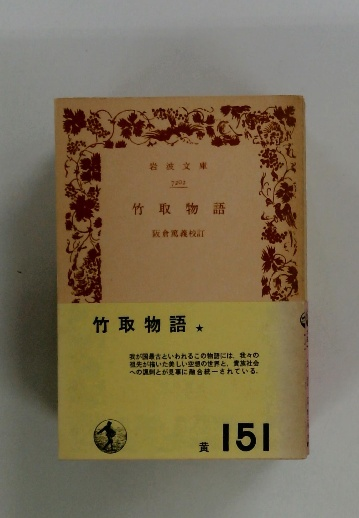 岩波文庫
7202
竹取物語
阪倉篤義校訂
竹取物語 ★
我が国最古といわれるこの物語には、我々の
祖先が描いた美しい空想の世界と、貴族社会
への諷刺とが見事に融合統一されている。
黄 151